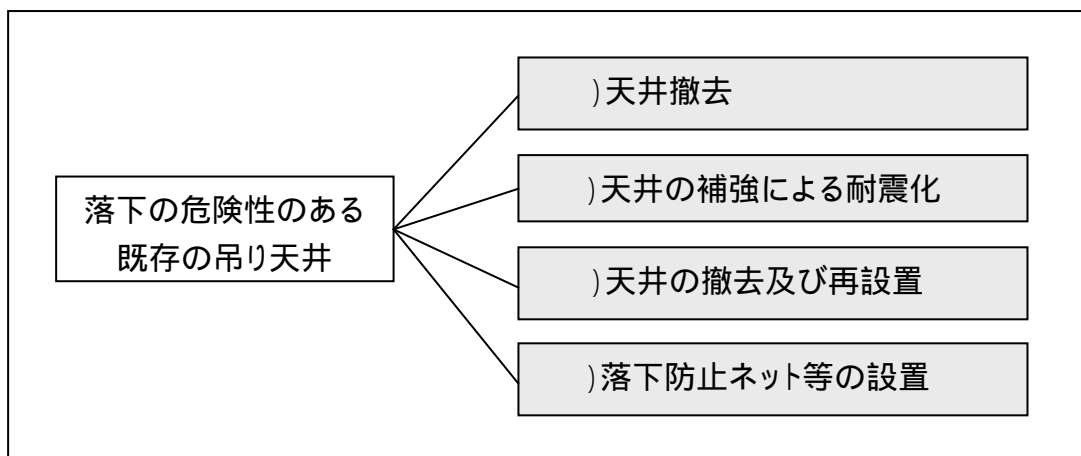 )天井撤去
)天井の補強による耐震化
落下の危険性のある
既存の吊り天井
)天井の撤去及び再設置
)落下防止ネット等の設置